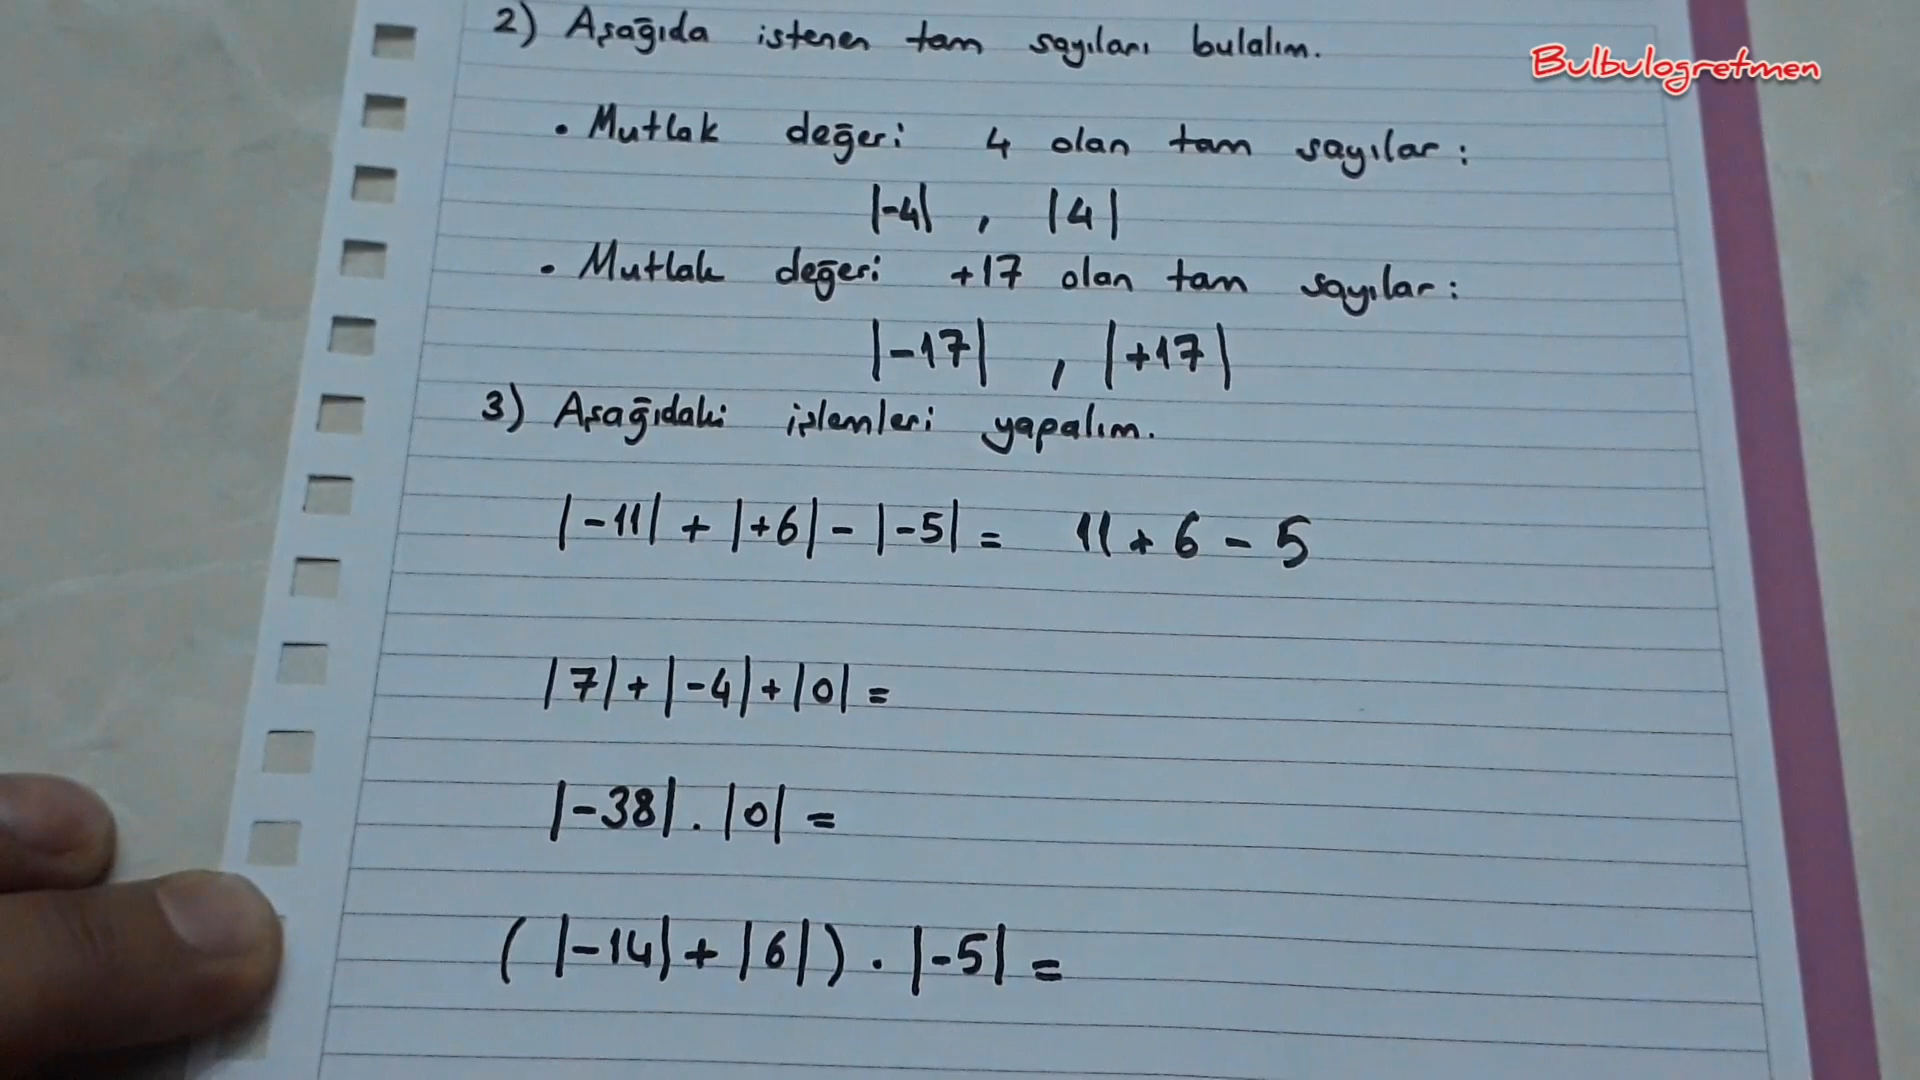 2) Aşağıda istenen tam sayıları bulalım.
Bulbulogretmen
• Mutlak değeri 4 olan tam sayılar:
|-4| , |4|
• Mutlak değeri +17 olan tam sayılar:
|-17| , |+17|
3) Aşağıdaki işlemleri yapalım.
|-11| + |+6| - |-5| = 11 + 6 - 5
|7| + |-4| + |0| =
|-38| . |0| =
( |-14| + |6| ) . |-5| =